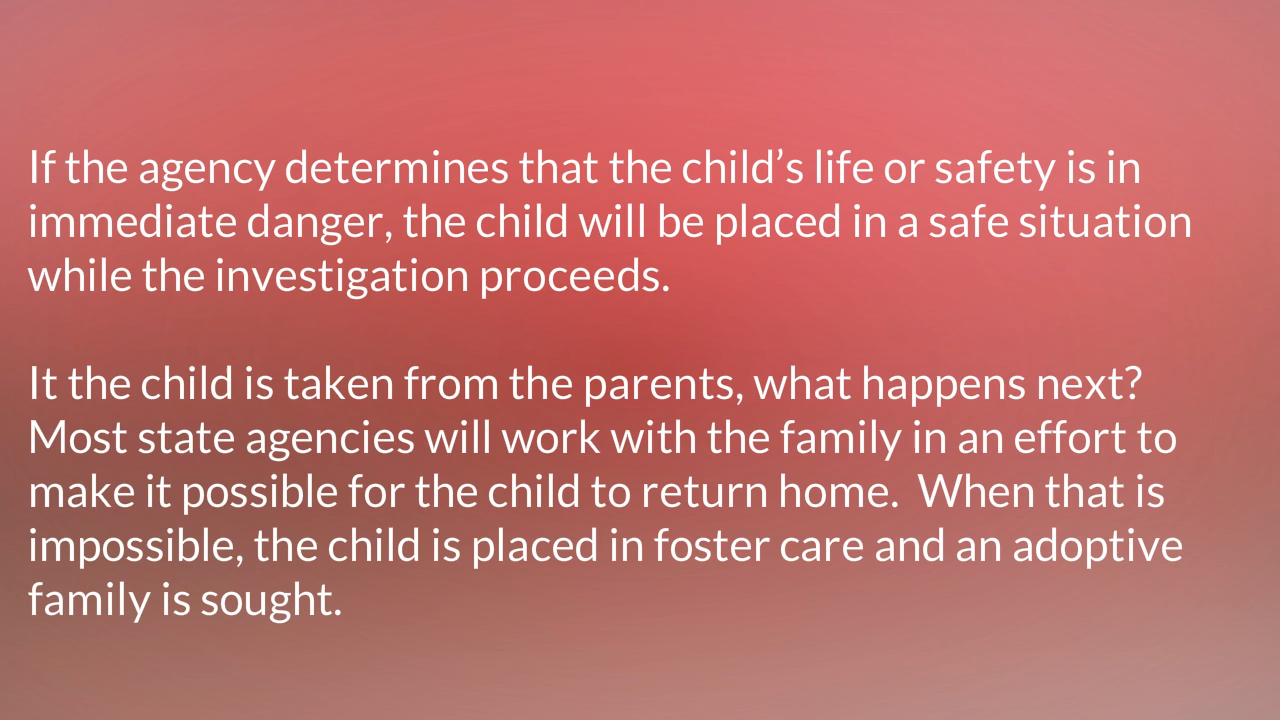 If the agency determines that the child’s life or safety is in
immediate danger, the child will be placed in a safe situation
while the investigation proceeds.
It the child is taken from the parents, what happens next?
Most state agencies will work with the family in an effort to
make it possible for the child to return home.  When that is
impossible, the child is placed in foster care and an adoptive
family is sought.